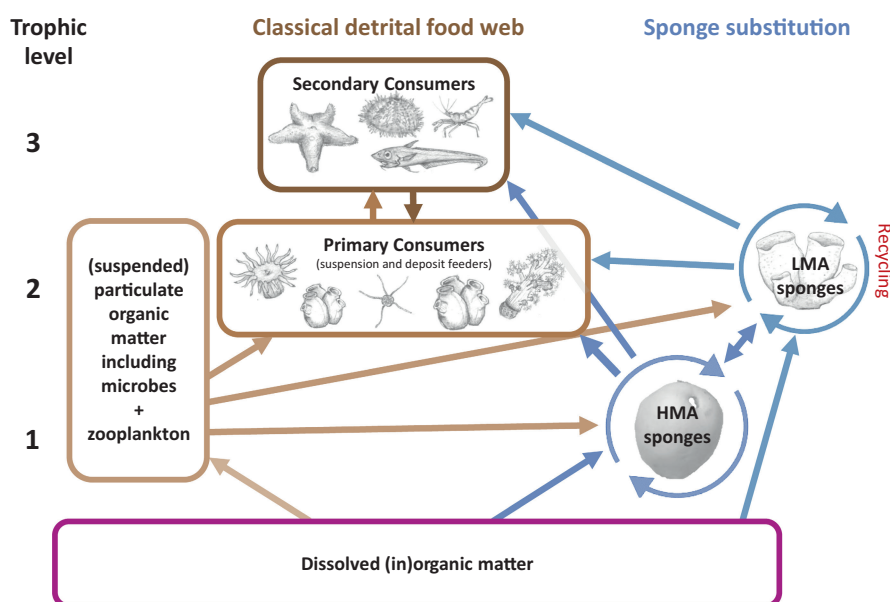 Trophic
level
Classical detrital food web
Sponge substitution
Secondary Consumers
3
Primary Consumers
(suspension and deposit feeders)
2
(suspended)
particulate
organic
matter
including
microbes
+
zooplankton
LMA
sponges
Recycling
1
HMA
sponges
Dissolved (in)organic matter